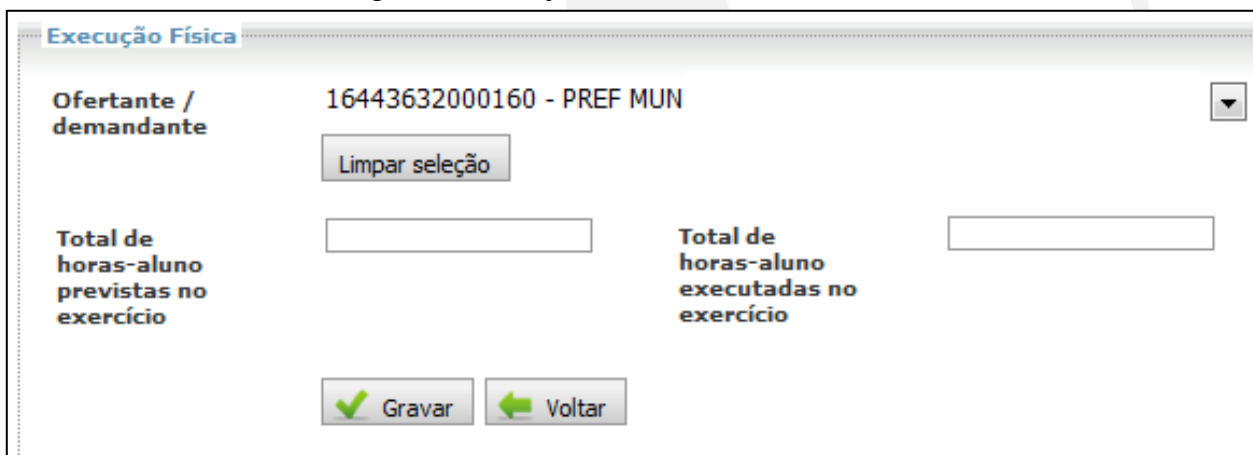 Execução Física
Ofertante /
demandante
16443632000160 - PREF MUN
Limpar seleção
Total de
horas-aluno
previstas no
exercício
Total de
horas-aluno
executadas no
exercício
Gravar
Voltar